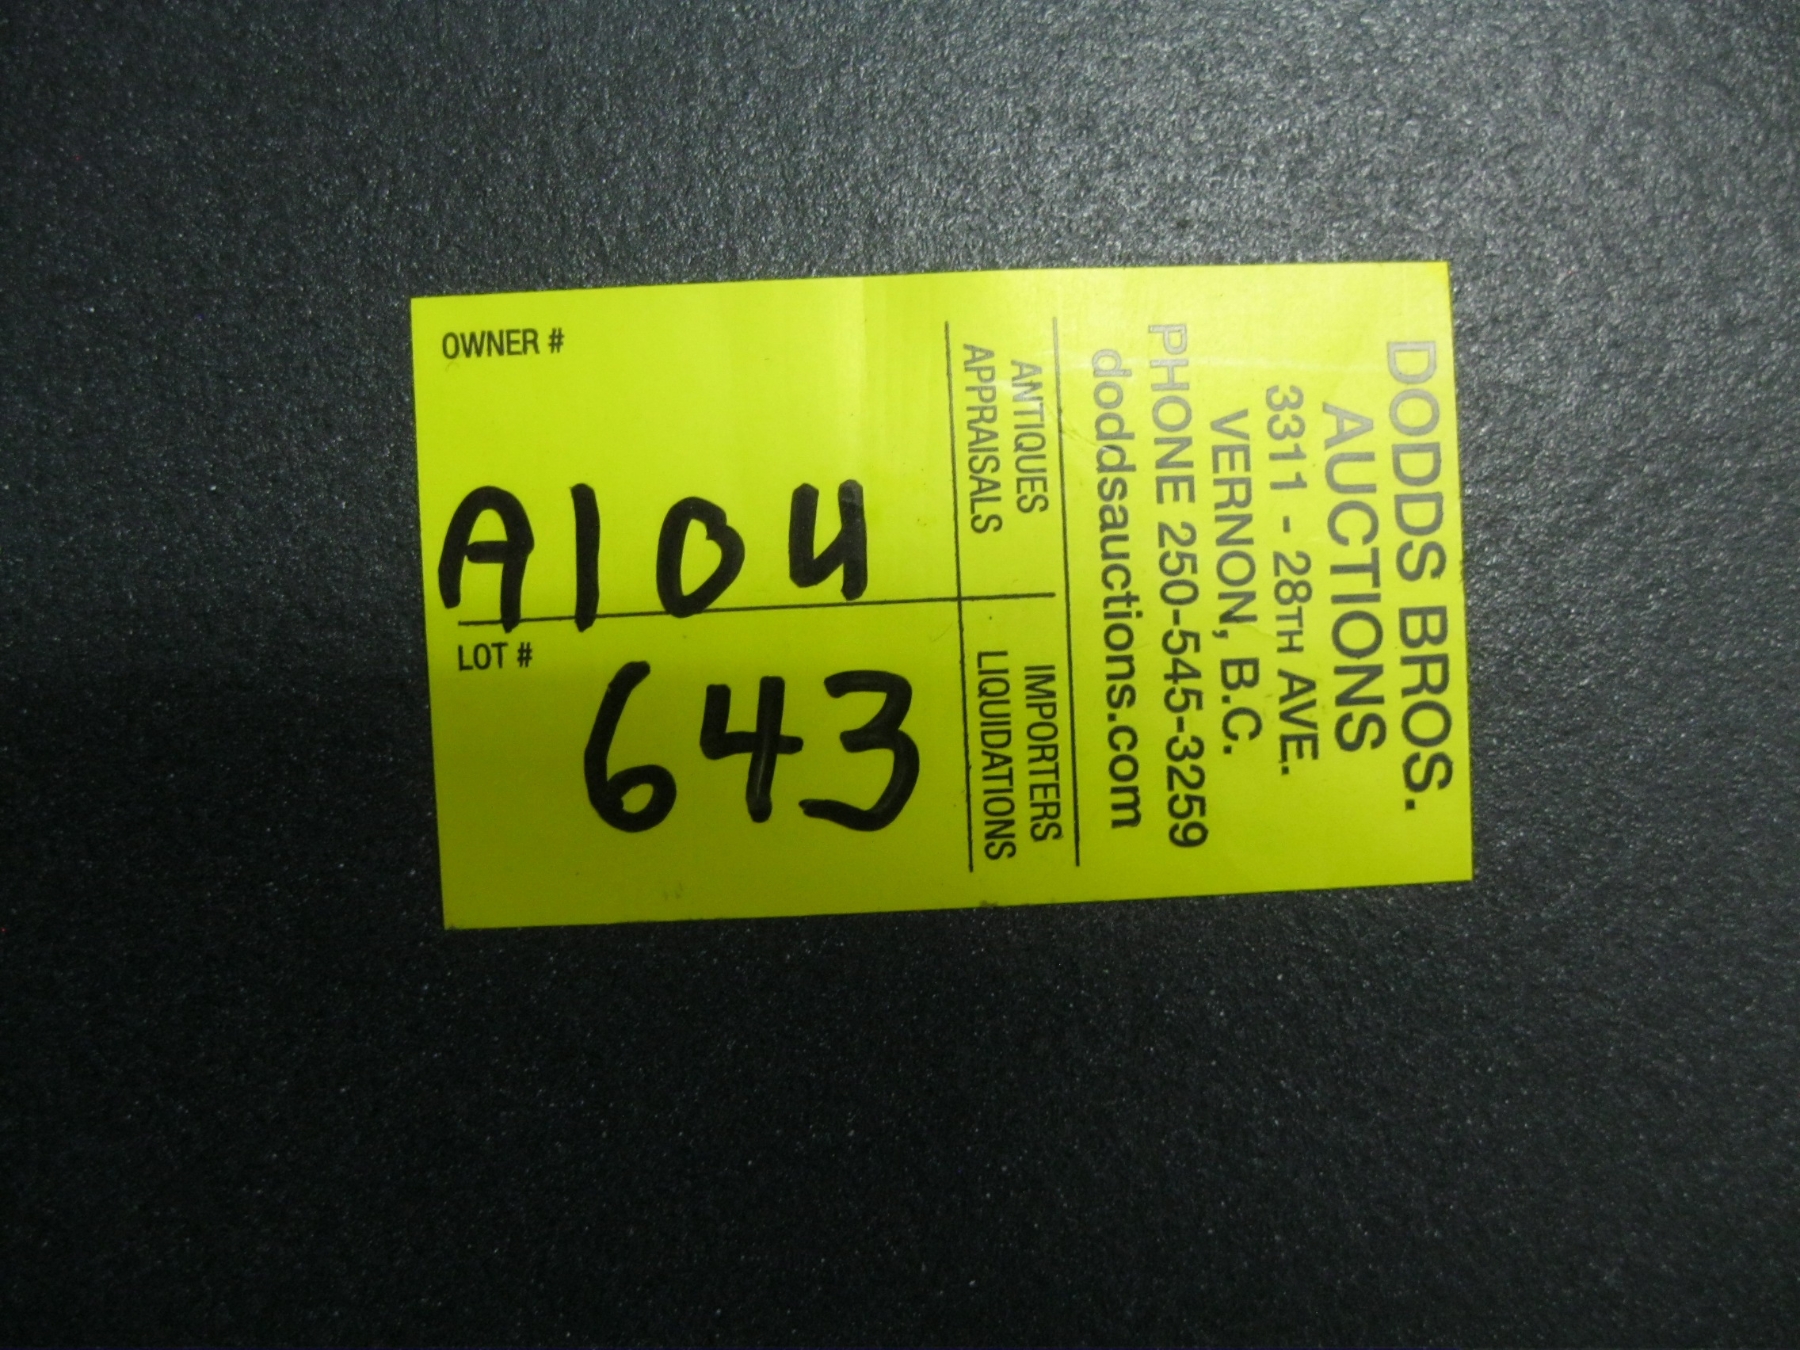 DODDS BROS.
AUCTIONS
3311 - 28TH AVE.
VERNON, B.C.
PHONE 250-545-3259
doddsauctions.com
ANTIQUES
APPRAISALS
IMPORTERS
LIQUIDATIONS
OWNER #
A104
LOT #
643